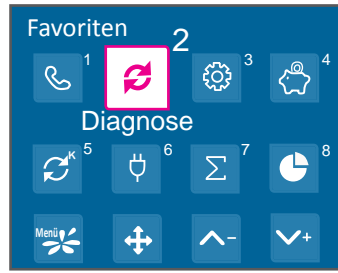 Favoriten
1 2 3 4
Diagnose
K 5 6 Σ 7 8
Menü - +